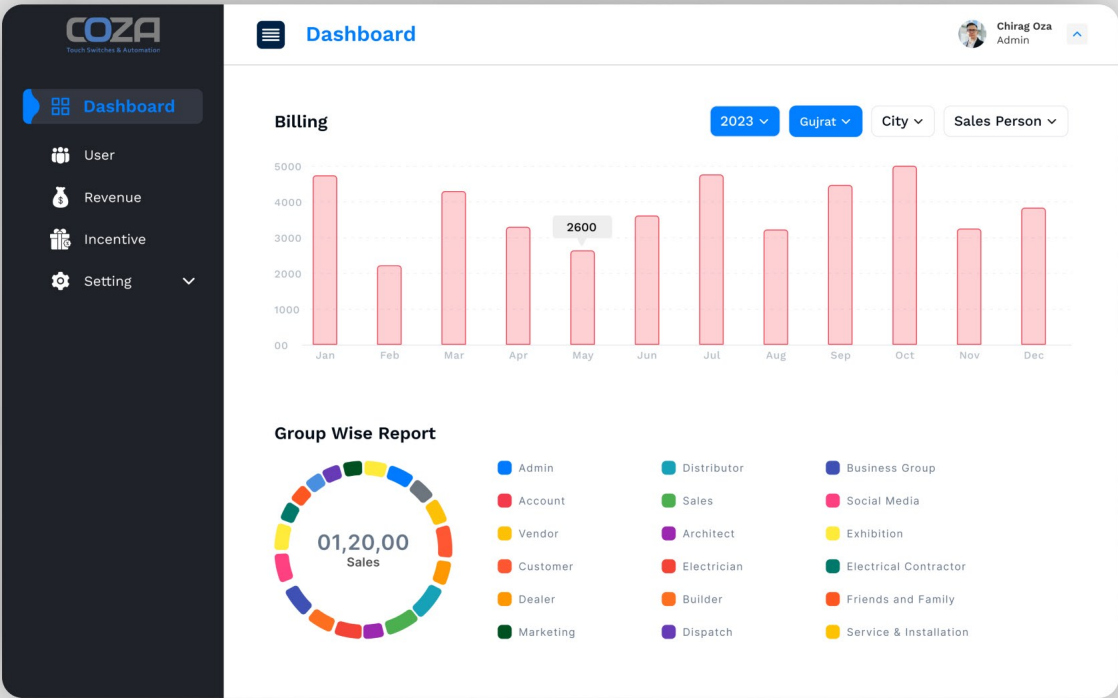 COZA
Touch Switches & Automation
Dashboard
User
Revenue
Incentive
Setting
Dashboard
Chirag Oza
Admin
Billing
2023
Gujrat
City
Sales Person
5000
4000
3000
2000
1000
00
2600
Jan Feb Mar Apr May Jun Jul Aug Sep Oct Nov Dec
Group Wise Report
01,20,00
Sales
Admin
Account
Vendor
Customer
Dealer
Marketing
Distributor
Sales
Architect
Electrician
Builder
Dispatch
Business Group
Social Media
Exhibition
Electrical Contractor
Friends and Family
Service & Installation